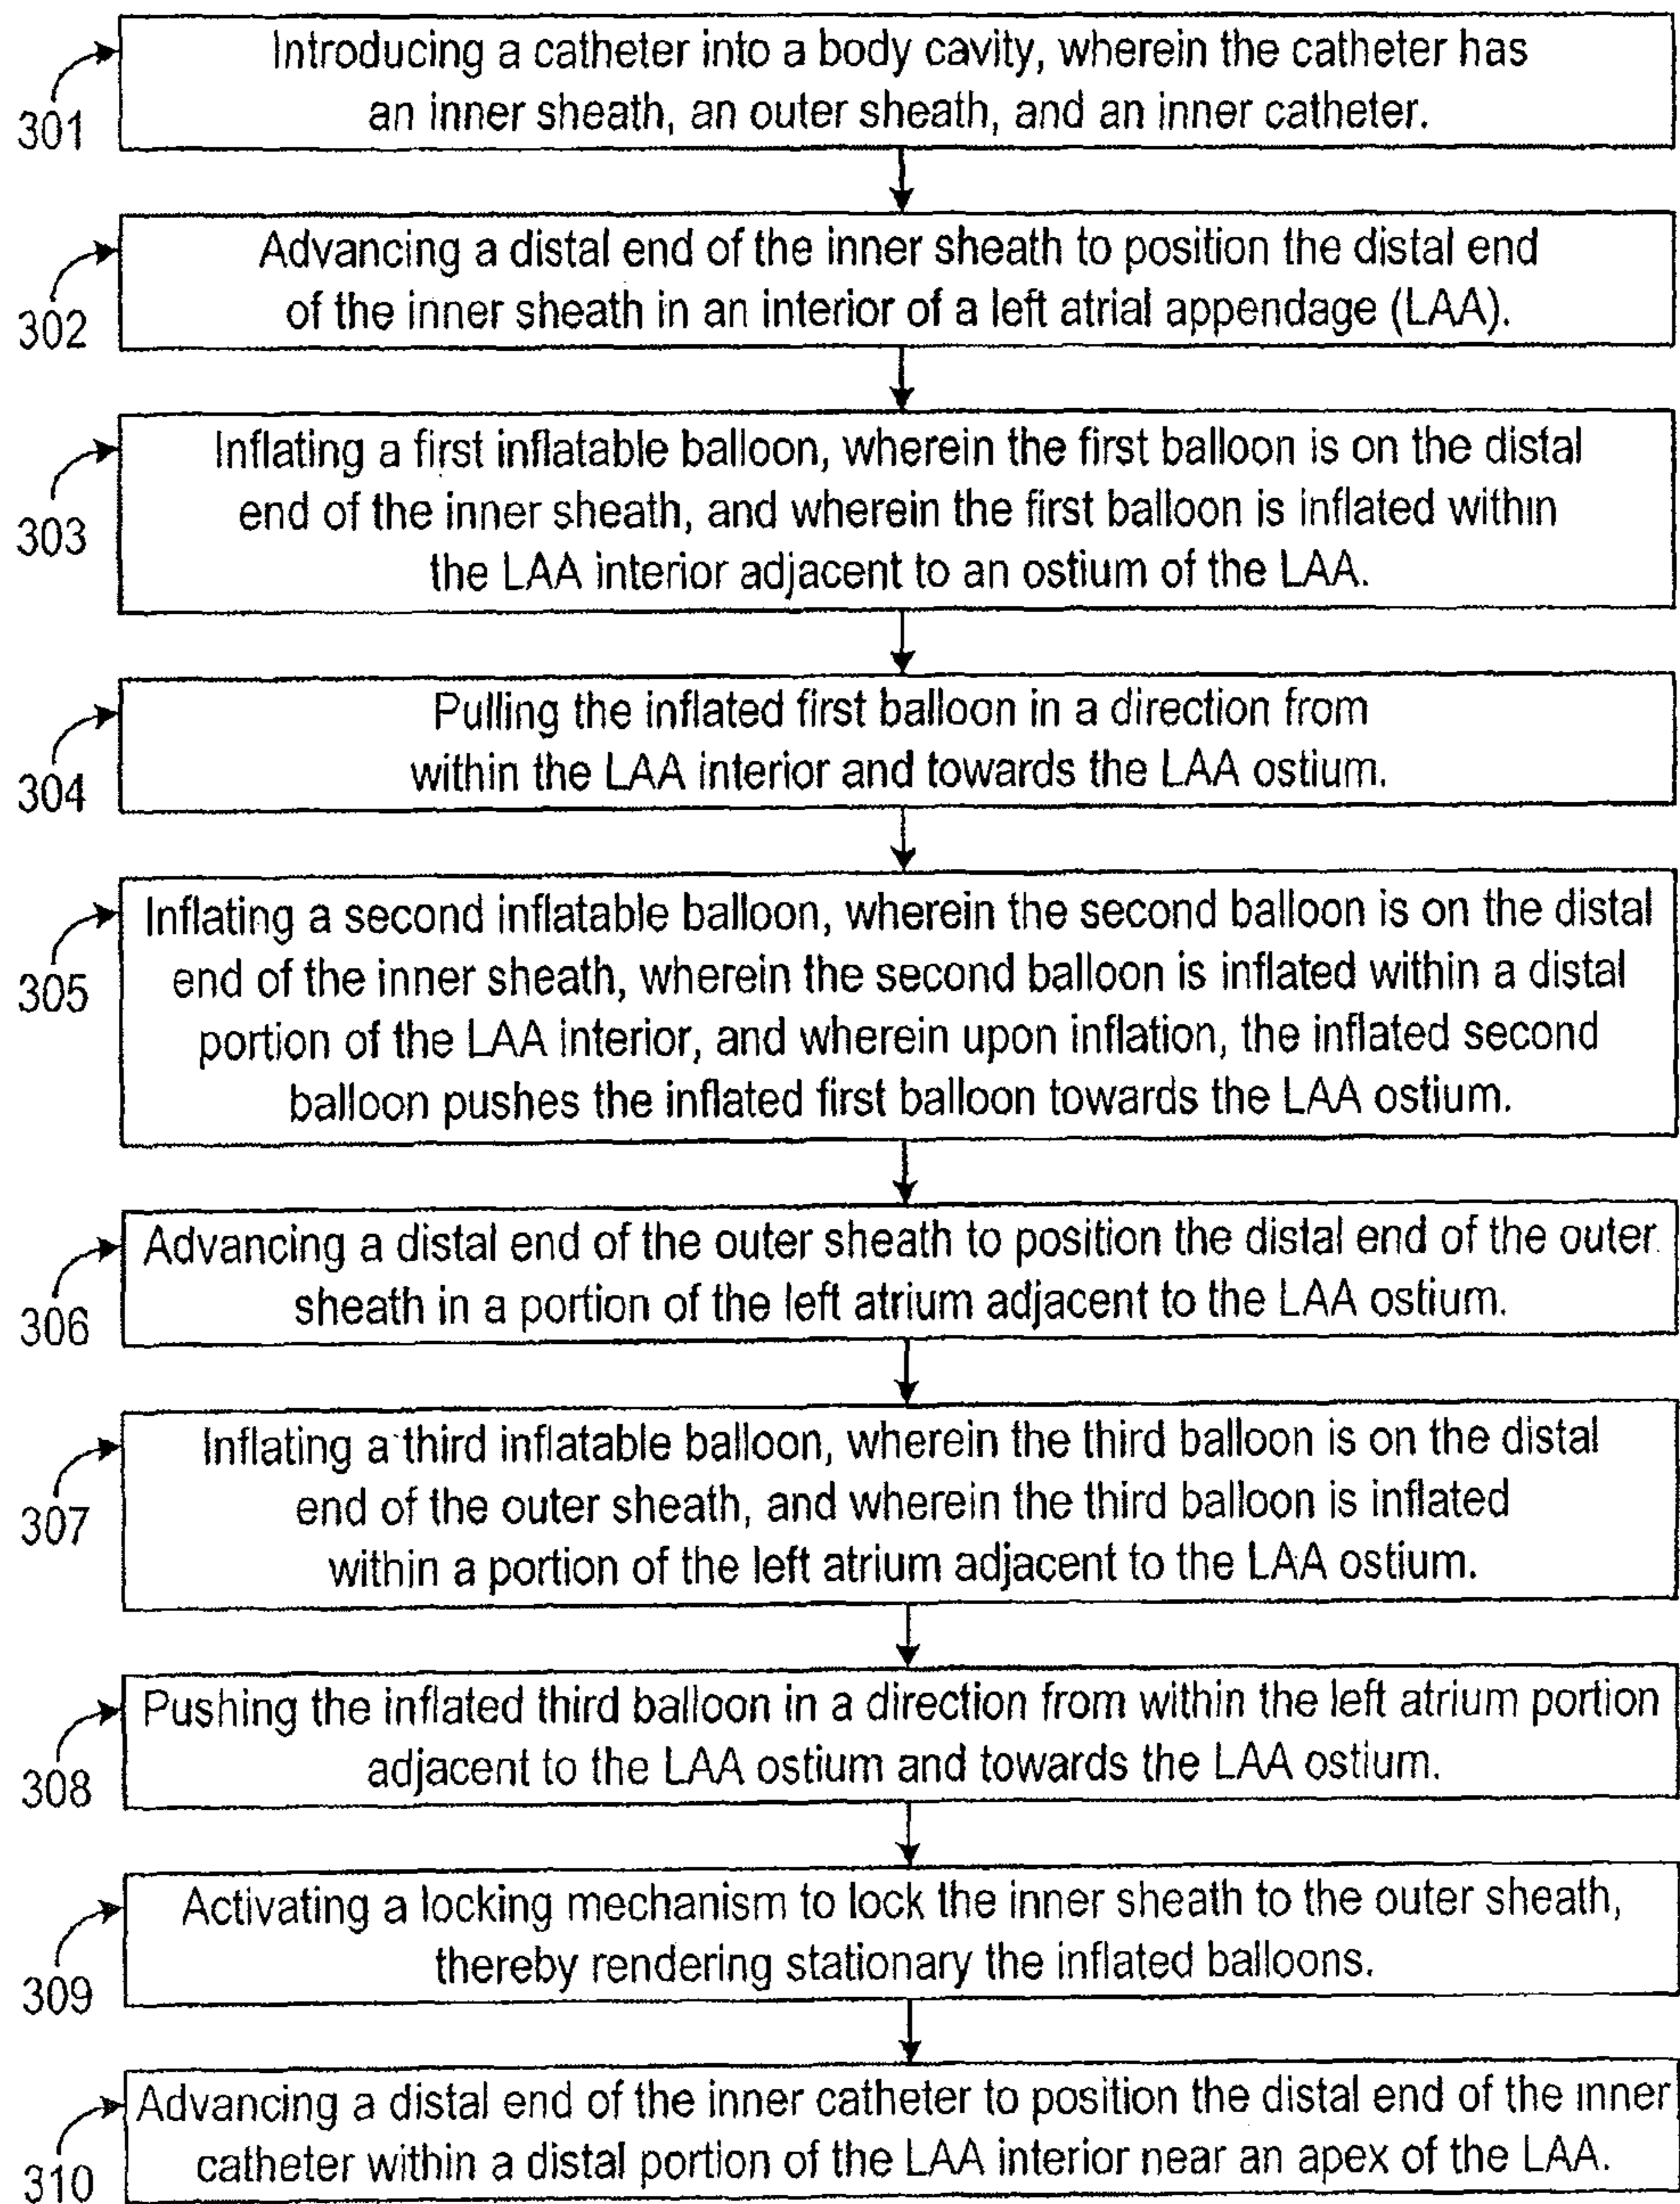 Introducing a catheter into a body cavity, wherein the catheter has
an inner sheath, an outer sheath, and an inner catheter.
301
Advancing a distal end of the inner sheath to position the distal end
of the inner sheath in an interior of a left atrial appendage (LAA).
302
Inflating a first inflatable balloon, wherein the first balloon is on the distal
end of the inner sheath, and wherein the first balloon is inflated within
the LAA interior adjacent to an ostium of the LAA.
303
Pulling the inflated first balloon in a direction from
within the LAA interior and towards the LAA ostium.
304
Inflating a second inflatable balloon, wherein the second balloon is on the distal
end of the inner sheath, wherein the second balloon is inflated within a distal
portion of the LAA interior, and wherein upon inflation, the inflated second
balloon pushes the inflated first balloon towards the LAA ostium.
305
Advancing a distal end of the outer sheath to position the distal end of the outer
sheath in a portion of the left atrium adjacent to the LAA ostium.
306
Inflating a third inflatable balloon, wherein the third balloon is on the distal
end of the outer sheath, and wherein the third balloon is inflated
within a portion of the left atrium adjacent to the LAA ostium.
307
Pushing the inflated third balloon in a direction from within the left atrium portion
adjacent to the LAA ostium and towards the LAA ostium.
308
Activating a locking mechanism to lock the inner sheath to the outer sheath,
thereby rendering stationary the inflated balloons.
309
Advancing a distal end of the inner catheter to position the distal end of the inner
catheter within a distal portion of the LAA interior near an apex of the LAA.
310